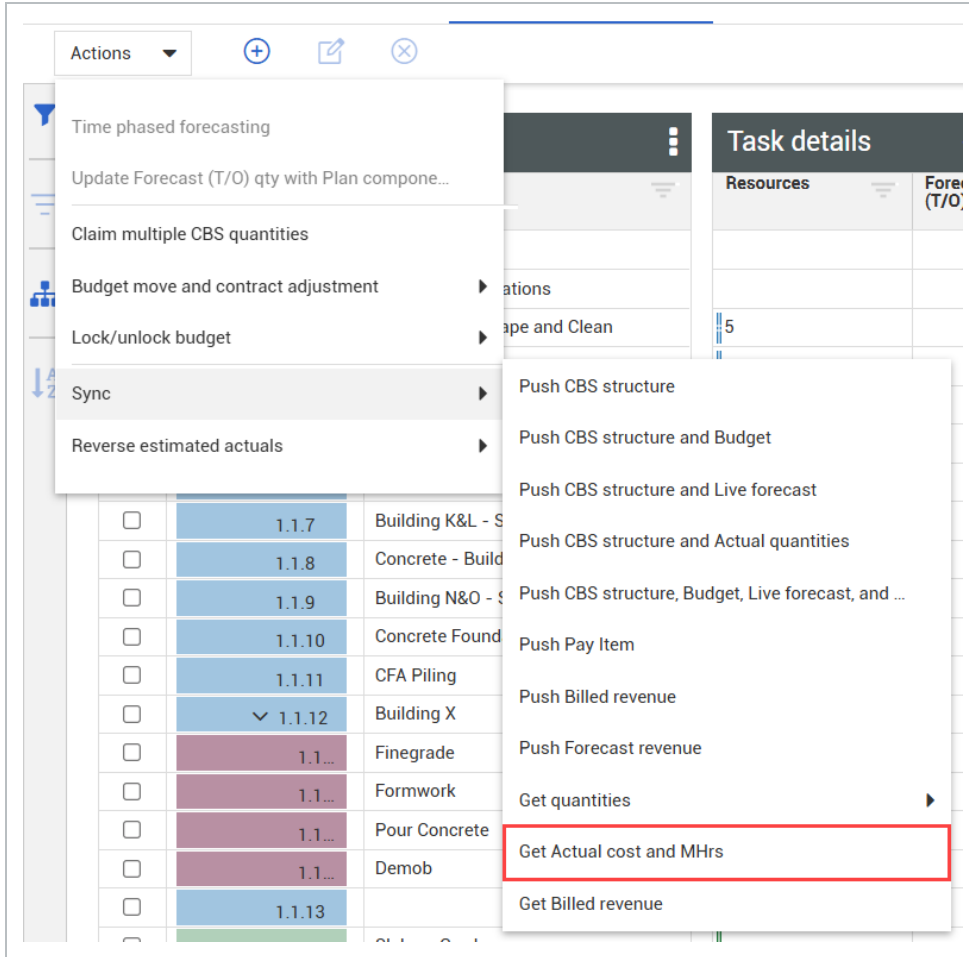 Actions
Time phased forecasting
Update Forecast (T/O) qty with Plan compone...
Claim multiple CBS quantities
Budget move and contract adjustment
Lock/unlock budget
Sync
Reverse estimated actuals
Task details
Resources
(T/O)
ations
ape and Clean
5
Push CBS structure
Push CBS structure and Budget
Push CBS structure and Live forecast
Push CBS structure and Actual quantities
Push CBS structure, Budget, Live forecast, and ...
Push Pay Item
Push Billed revenue
Push Forecast revenue
Get quantities
Get Actual cost and MHrs
Get Billed revenue
1.1.7 Building K&L - S
1.1.8 Concrete - Build
1.1.9 Building N&O - S
1.1.10 Concrete Found
1.1.11 CFA Piling
1.1.12 Building X
1.1... Finegrade
1.1... Formwork
1.1... Pour Concrete
1.1... Demob
1.1.13